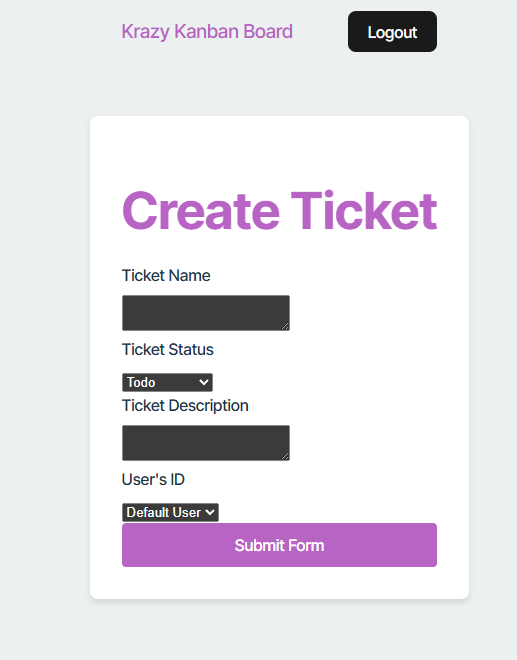 Krazy Kanban Board
Logout
Create Ticket
Ticket Name
Ticket Status
Todo
Ticket Description
User's ID
Default User
Submit Form